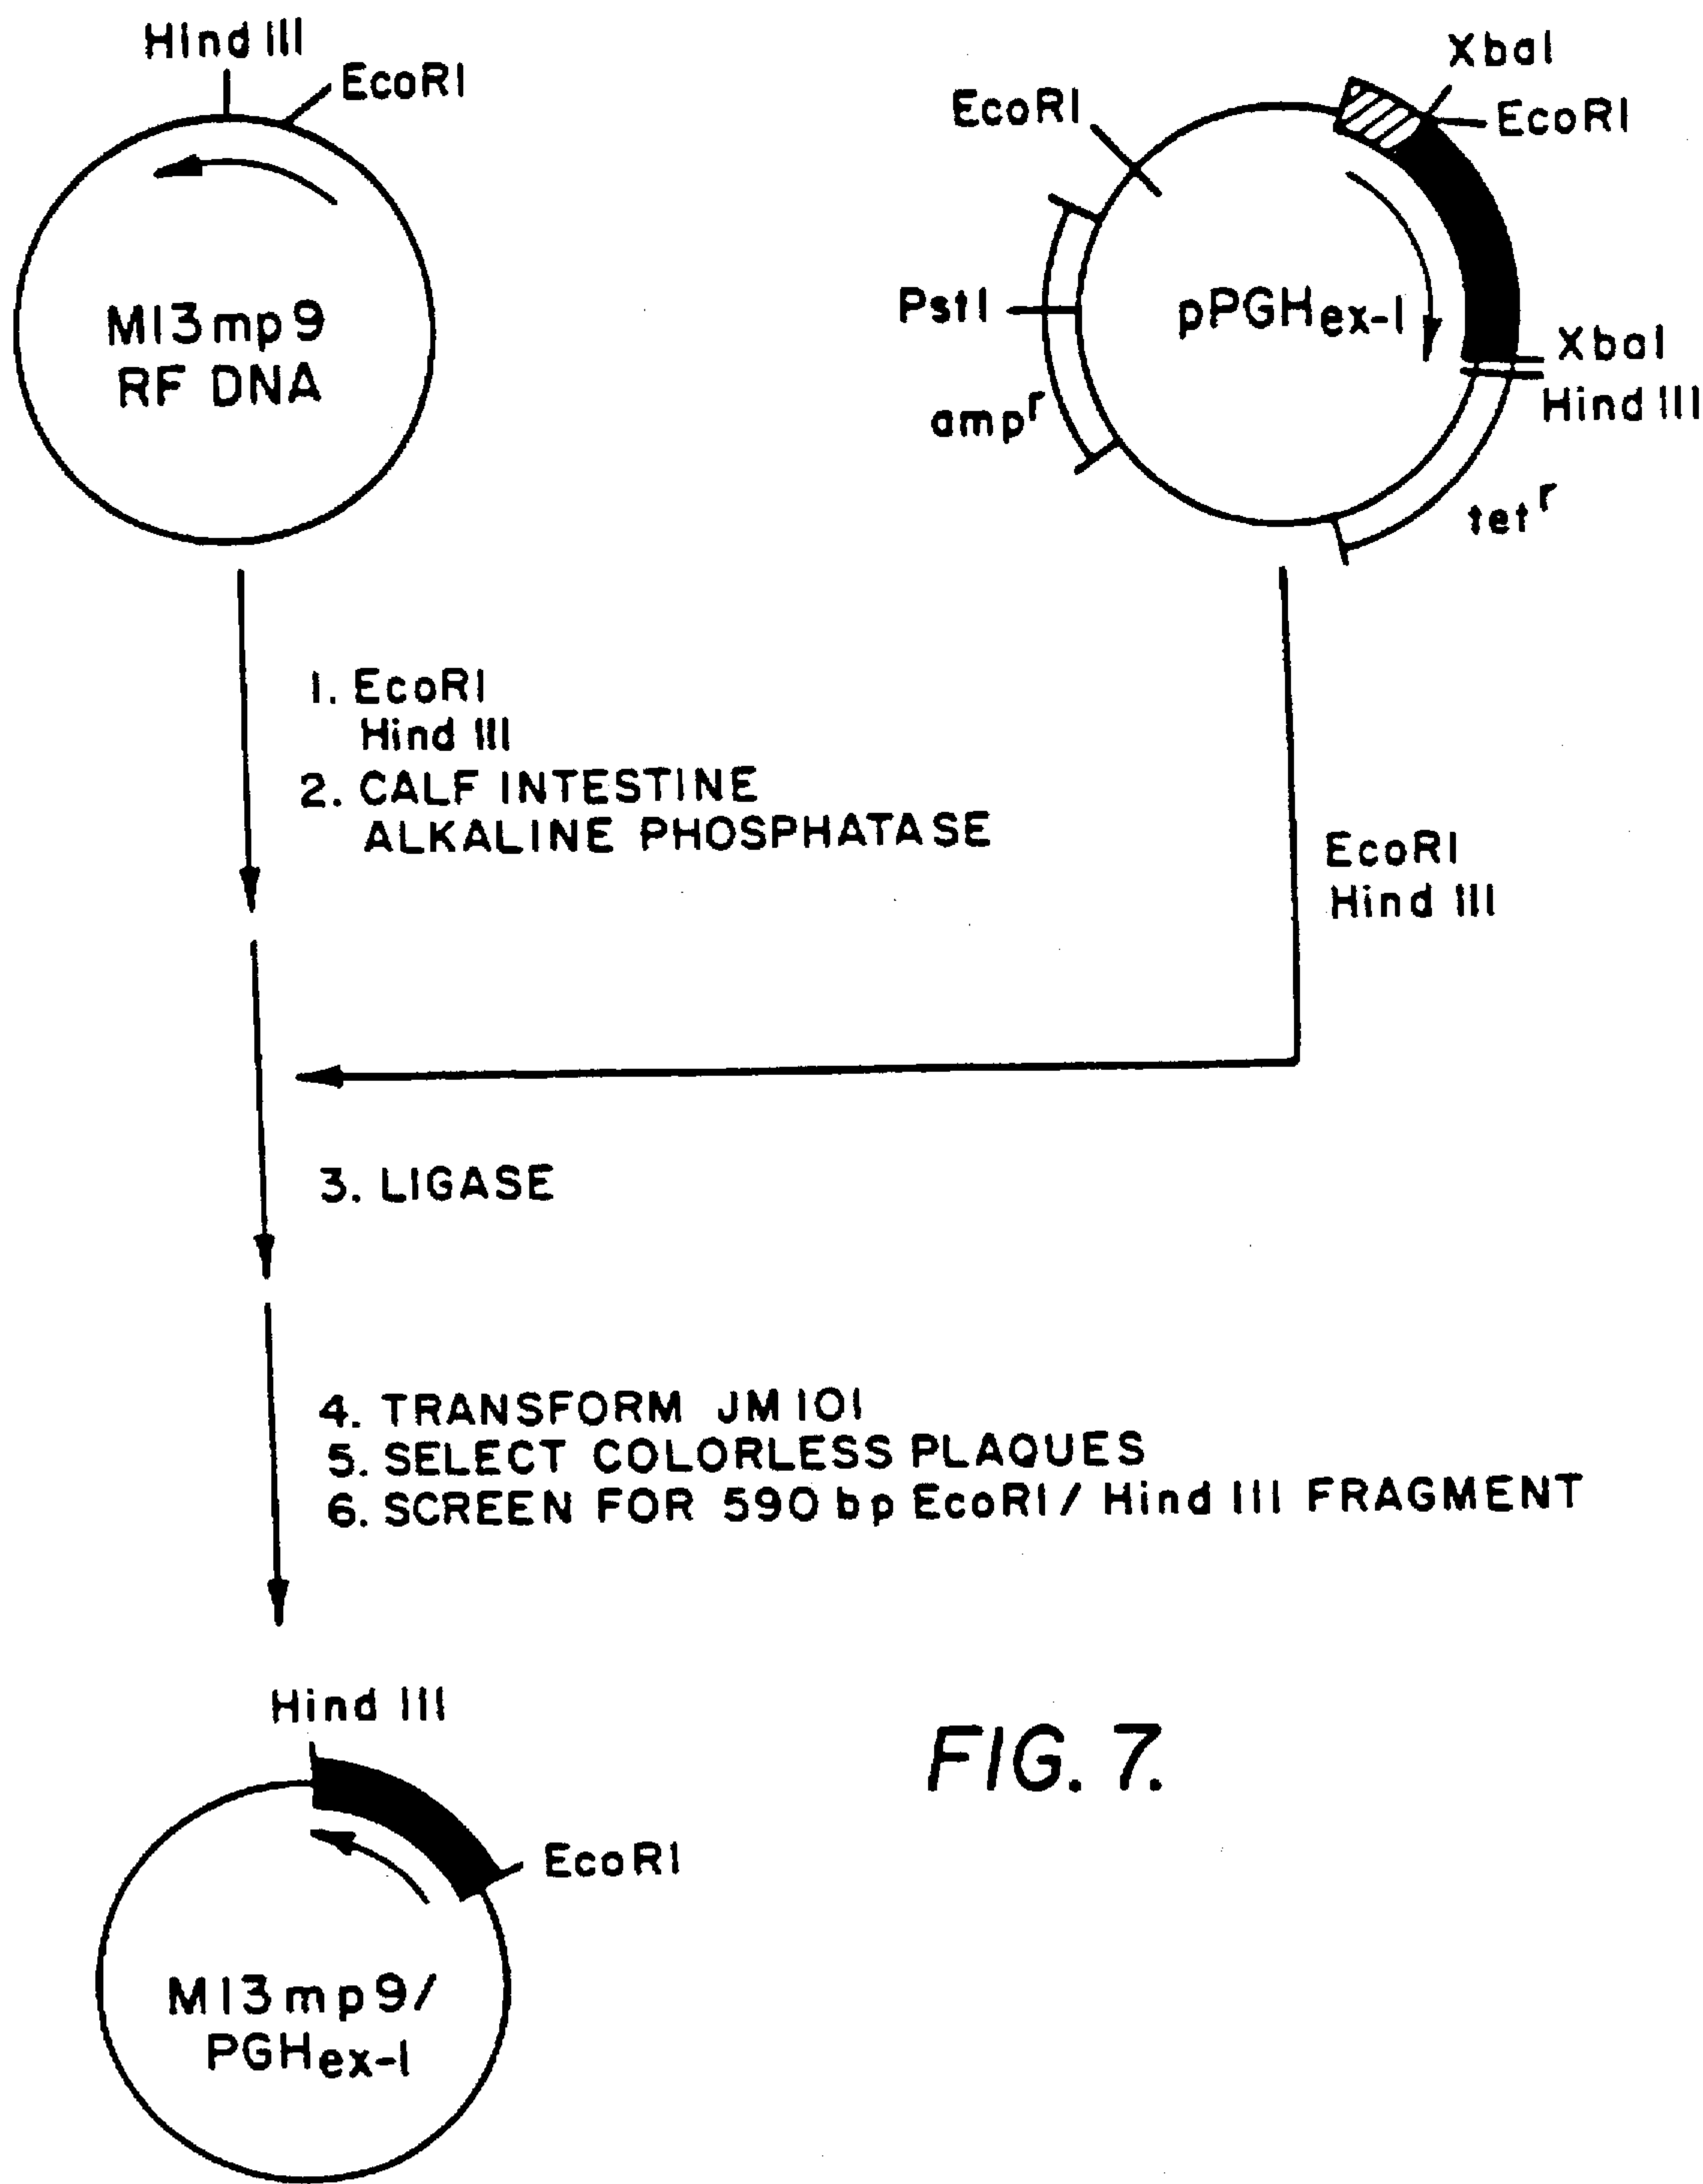 Hind III
EcoRI
M13mp9
RF DNA
XbaI
EcoRI
EcoRI
PstI
pPGHex-1
XbaI
Hind III
ampr
tetr
1. EcoRI
Hind III
2. CALF INTESTINE
ALKALINE PHOSPHATASE
EcoRI
Hind III
3. LIGASE
4. TRANSFORM JM101
5. SELECT COLORLESS PLAQUES
6. SCREEN FOR 590 bp EcoRI/ Hind III FRAGMENT
Hind III
EcoRI
M13mp9/
PGHex-1
FIG. 7.